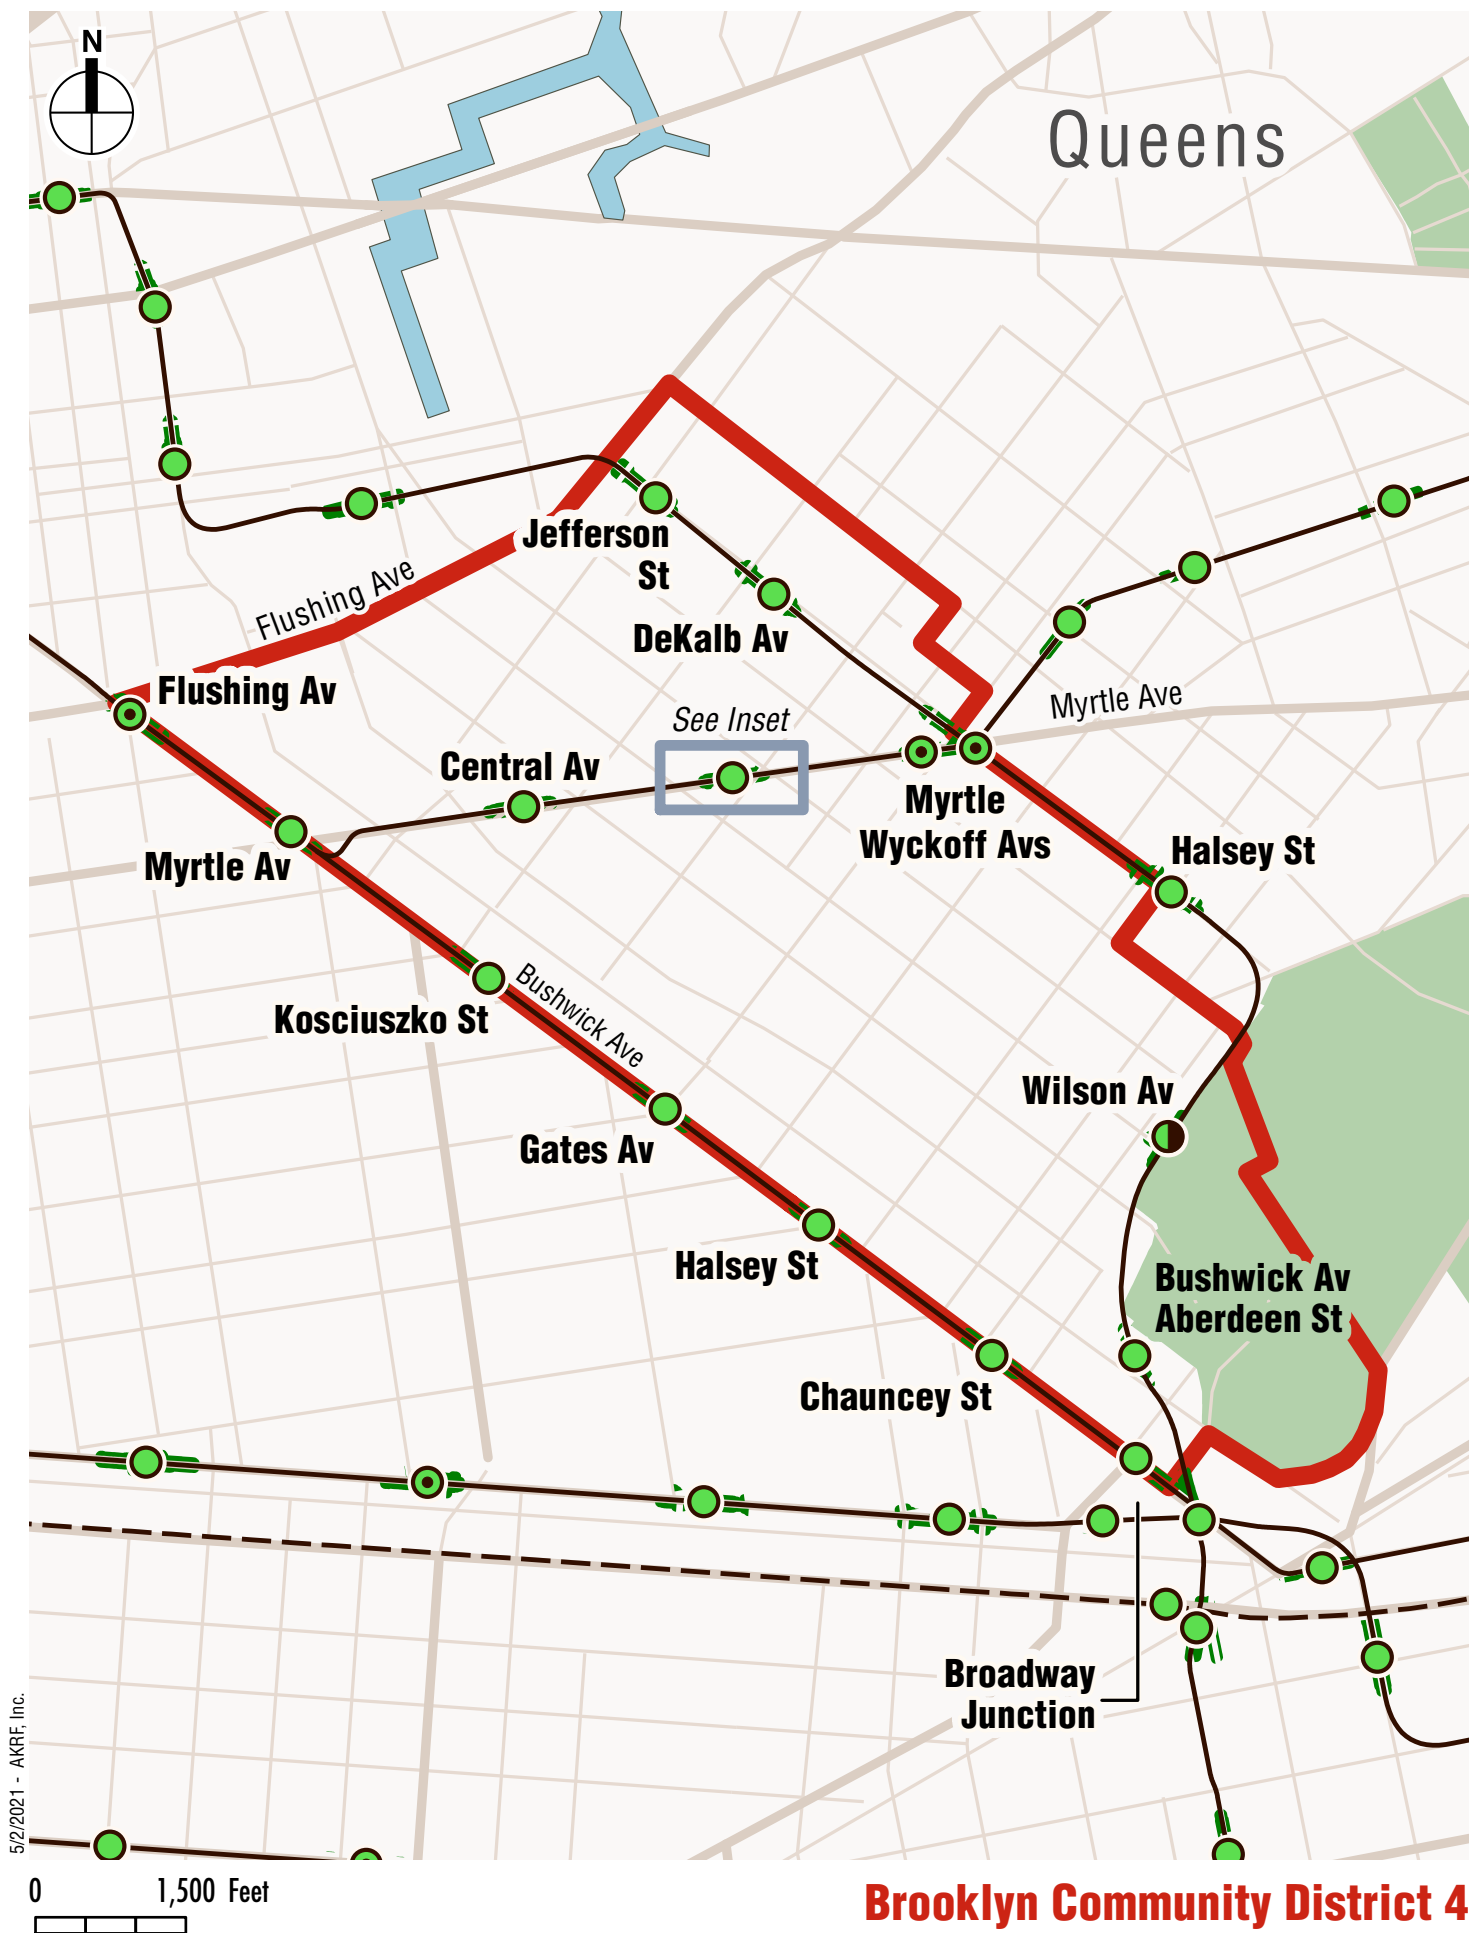 N
Queens
Jefferson
St
Flushing Ave
DeKalb Av
Flushing Av
Myrtle Ave
See Inset
Central Av
Myrtle
Wyckoff Avs
Halsey St
Myrtle Av
Bushwick Ave
Kosciuszko St
Wilson Av
Gates Av
Halsey St
Bushwick Av
Aberdeen St
Chauncey St
Broadway
Junction
5/2/2021 - AKRF, Inc.
0 1,500 Feet
Brooklyn Community District 4